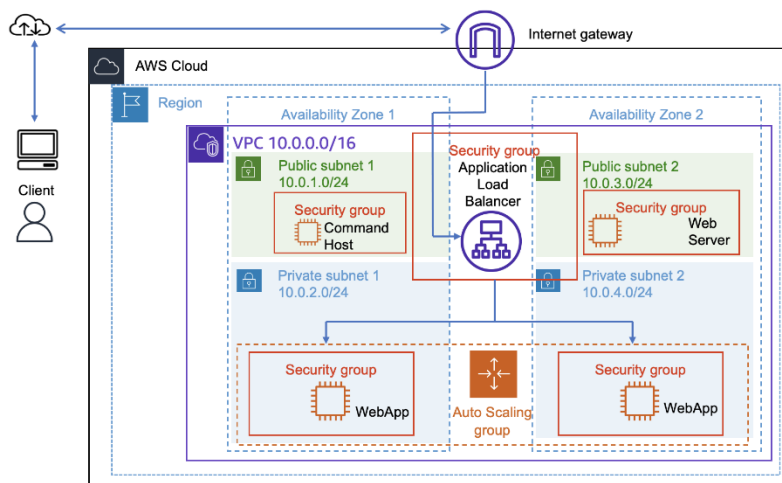 Internet gateway
AWS Cloud
Region
Availability Zone 1
Availability Zone 2
Client
VPC 10.0.0.0/16
Public subnet 1
10.0.1.0/24
Security group
Command
Host
Security group
Application
Load
Balancer
Public subnet 2
10.0.3.0/24
Security group
Web
Server
Private subnet 1
10.0.2.0/24
Private subnet 2
10.0.4.0/24
Security group
WebApp
Auto Scaling
group
Security group
WebApp